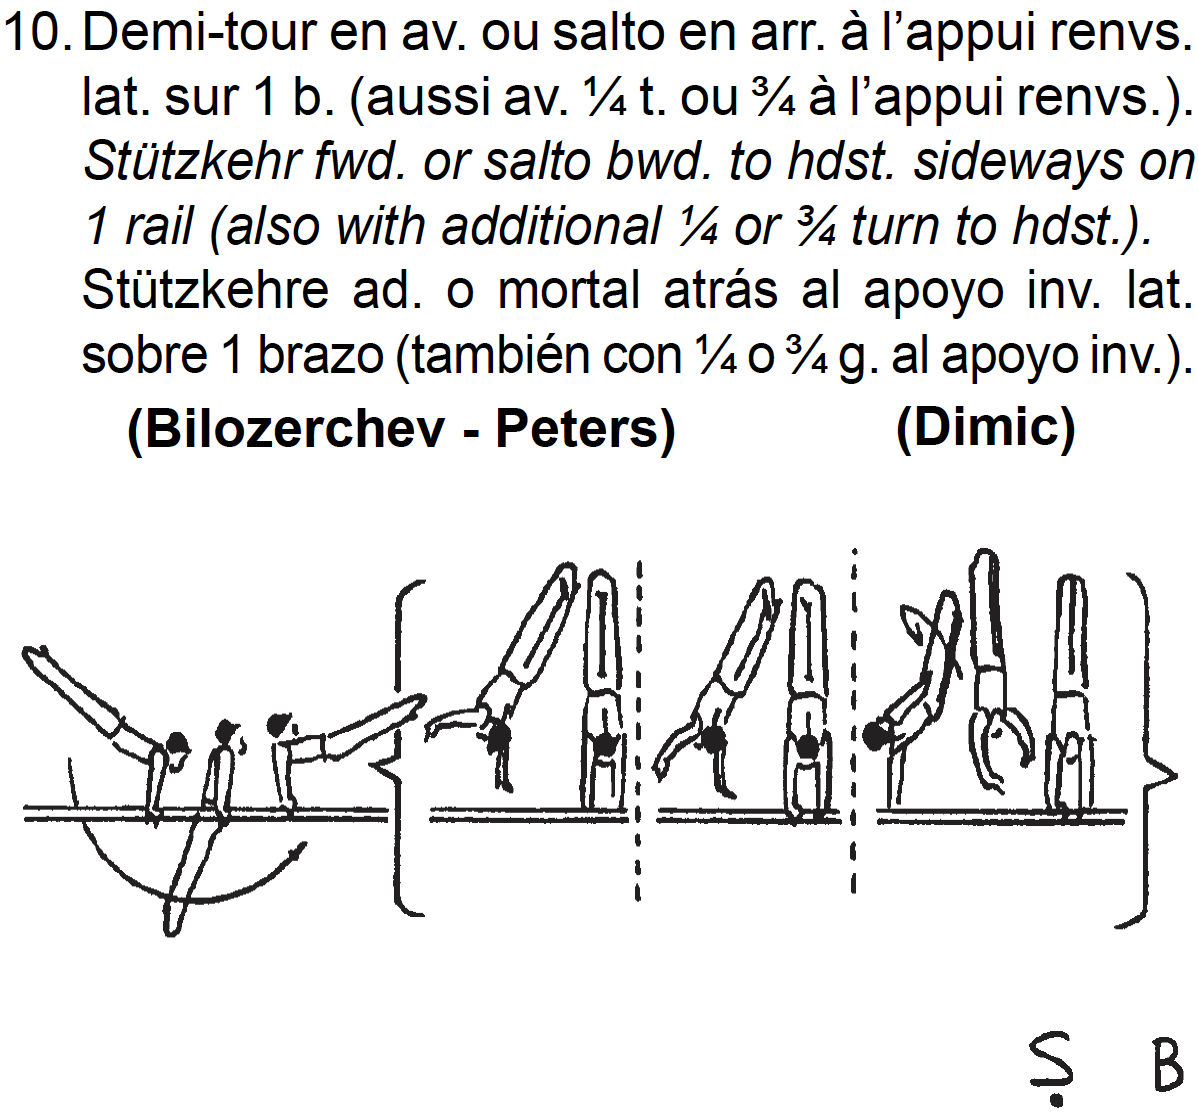 10. Demi-tour en av. ou salto en arr. à l’appui renvs.
lat. sur 1 b. (aussi av. ¼ t. ou ¾ à l’appui renvs.).
Stützkehr fwd. or salto bwd. to hdst. sideways on
1 rail (also with additional ¼ or ¾ turn to hdst.).
Stützkehre ad. o mortal atrás al apoyo inv. lat.
sobre 1 brazo (también con ¼ o ¾ g. al apoyo inv.).
(Bilozerchev - Peters) (Dimic)
B